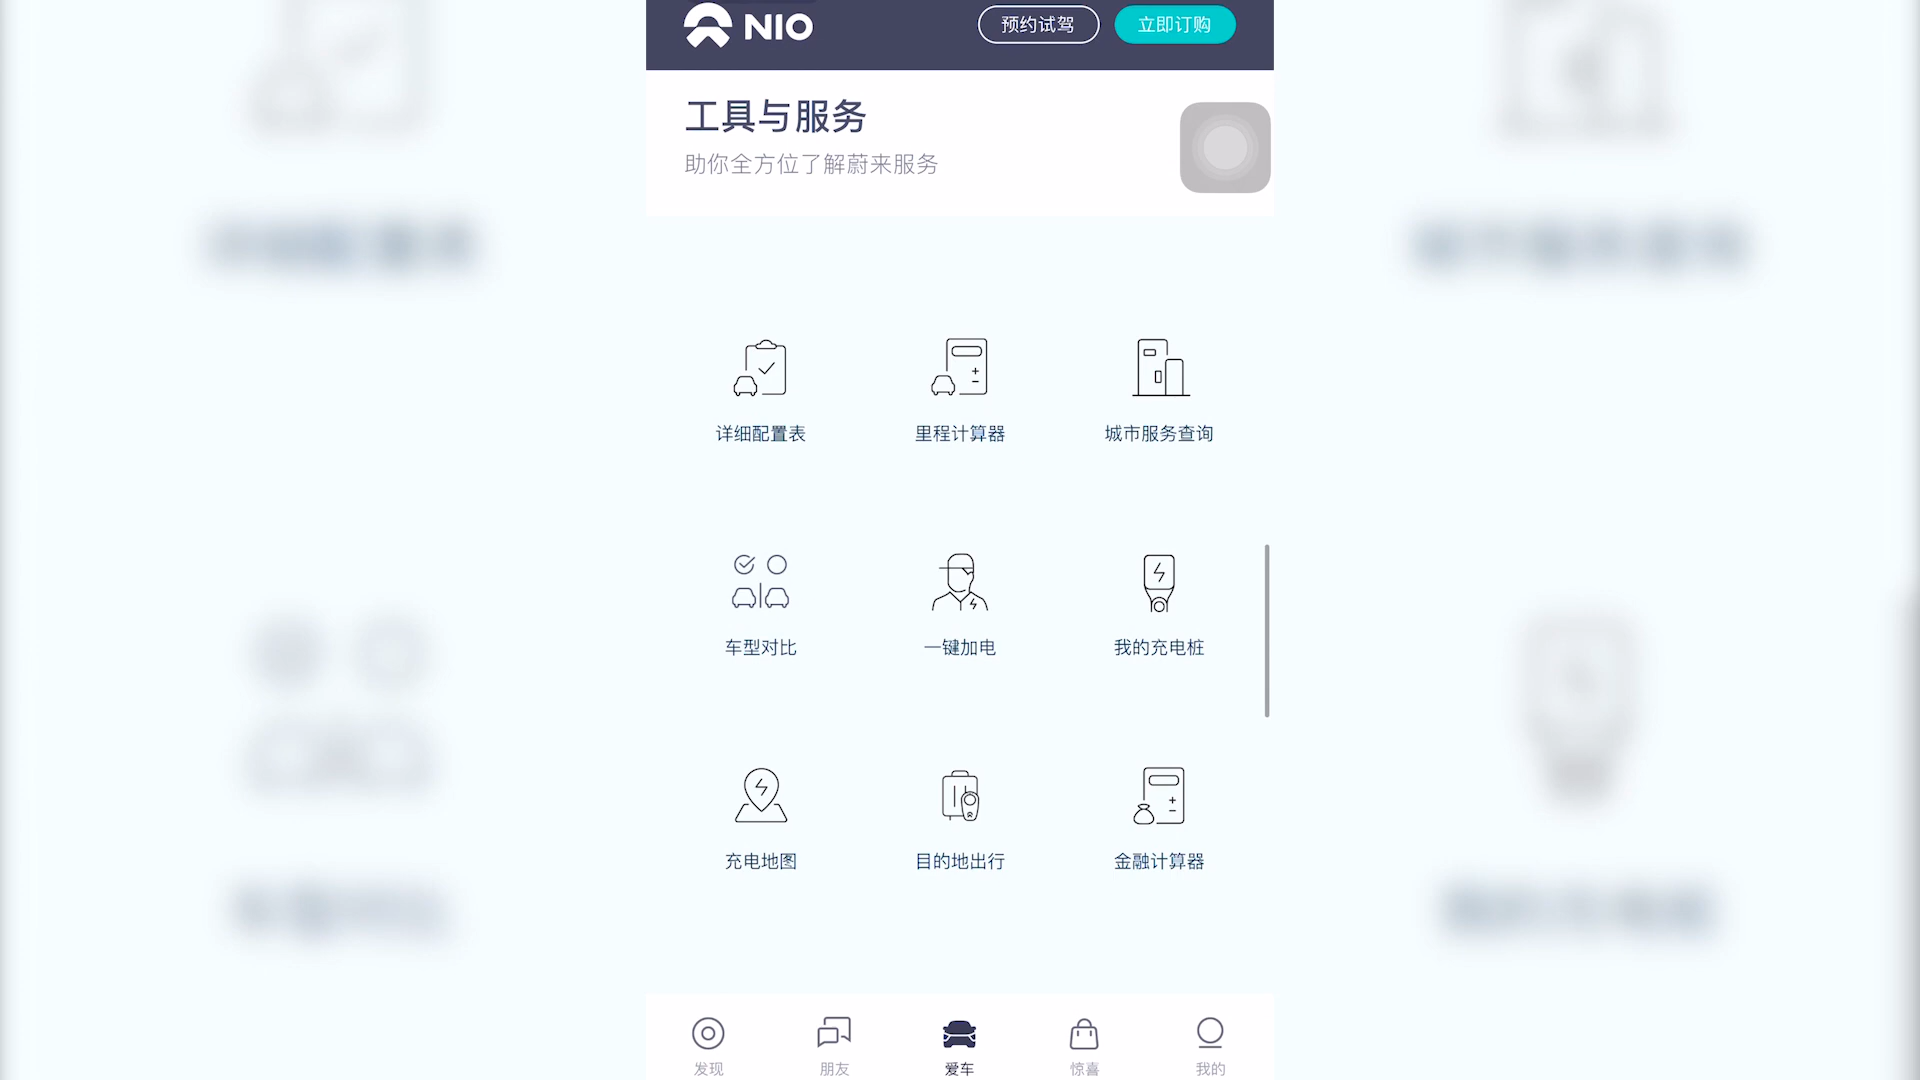 NIO
预约试驾
立即订购
工具与服务
助你全方位了解蔚来服务
详细配置表
里程计算器
城市服务查询
车型对比
一键加电
我的充电桩
充电地图
目的地出行
金融计算器
发现
朋友
爱车
惊喜
我的